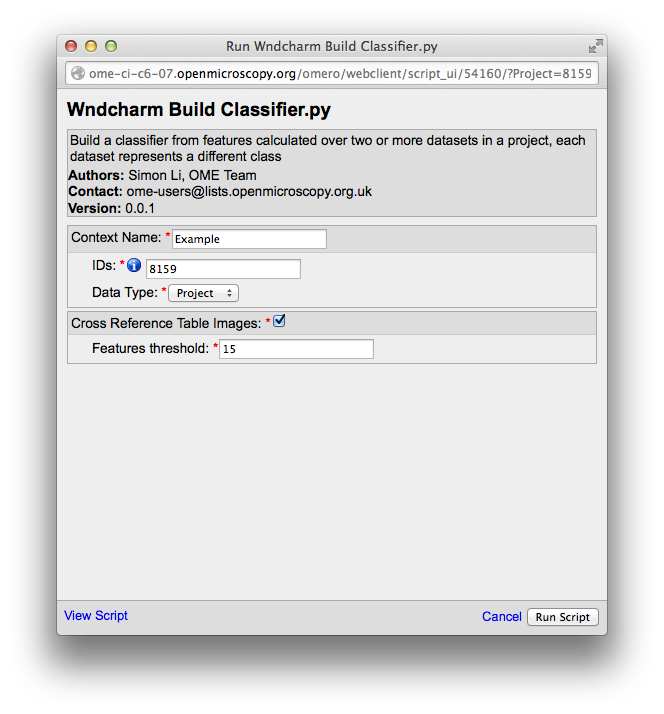 Run Wndcharm Build Classifier.py
ome-ci-c6-07.openmicroscopy.org/omero/webclient/script_ui/54160/?Project=8159
Wndcharm Build Classifier.py
Build a classifier from features calculated over two or more datasets in a project, each
dataset represents a different class
Authors: Simon Li, OME Team
Contact: ome-users@lists.openmicroscopy.org.uk
Version: 0.0.1
Context Name: * Example
IDs: * 8159
Data Type: * Project
Cross Reference Table Images: *
Features threshold: * 15
View Script Cancel Run Script